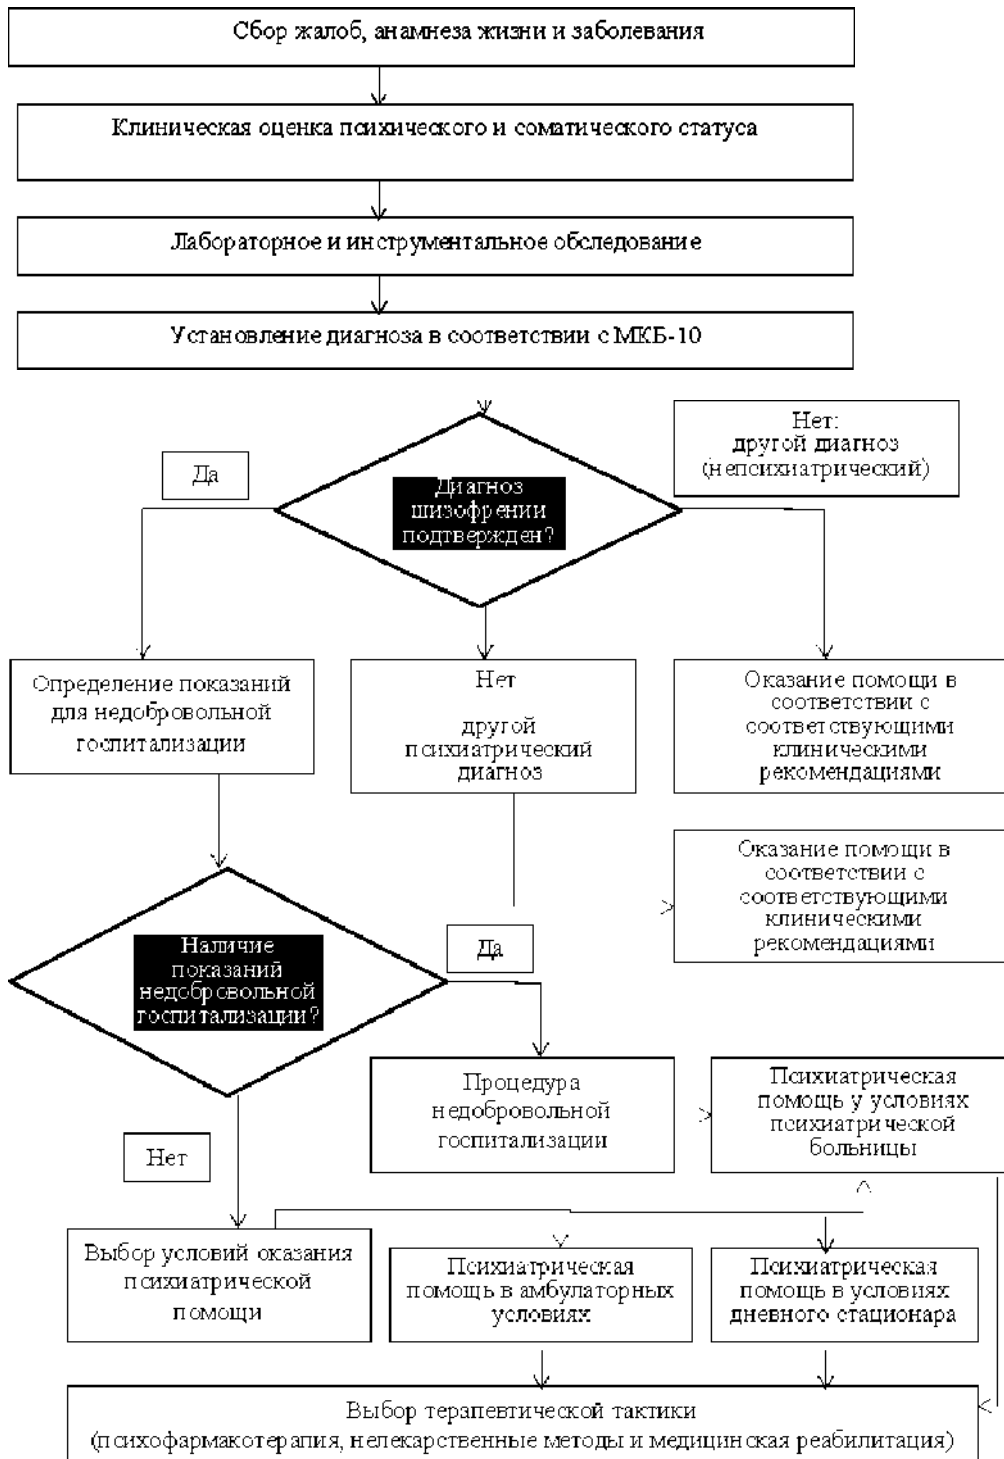 Сбор жалоб, анамнеза жизни и заболевания
Клиническая оценка психического и соматического статуса
Лабораторное и инструментальное обследование
Установление диагноза в соответствии с МКБ-10
Нет:
другой диагноз
(непсихиатрический)
Да
Диагноз
шизофрении
подтвержден?
Определение показаний
для недобровольной
госпитализации
Нет
другой
психиатрический
диагноз
Оказание помощи в
соответствии с
соответствующими
клиническими
рекомендациями
Оказание помощи в
соответствии с
соответствующими
клиническими
рекомендациями
Да
Наличие
показаний
недобровольной
госпитализации?
Процедура
недобровольной
госпитализации
Психиатрическая
помощь у условиях
психиатрической
больницы
Нет
Выбор условий оказания
психиатрической
помощи
Психиатрическая
помощь в амбулаторных
условиях
Психиатрическая
помощь в условиях
дневного стационара
Выбор терапевтической тактики
(психофармакотерапия, нелекарственные методы и медицинская реабилитация)